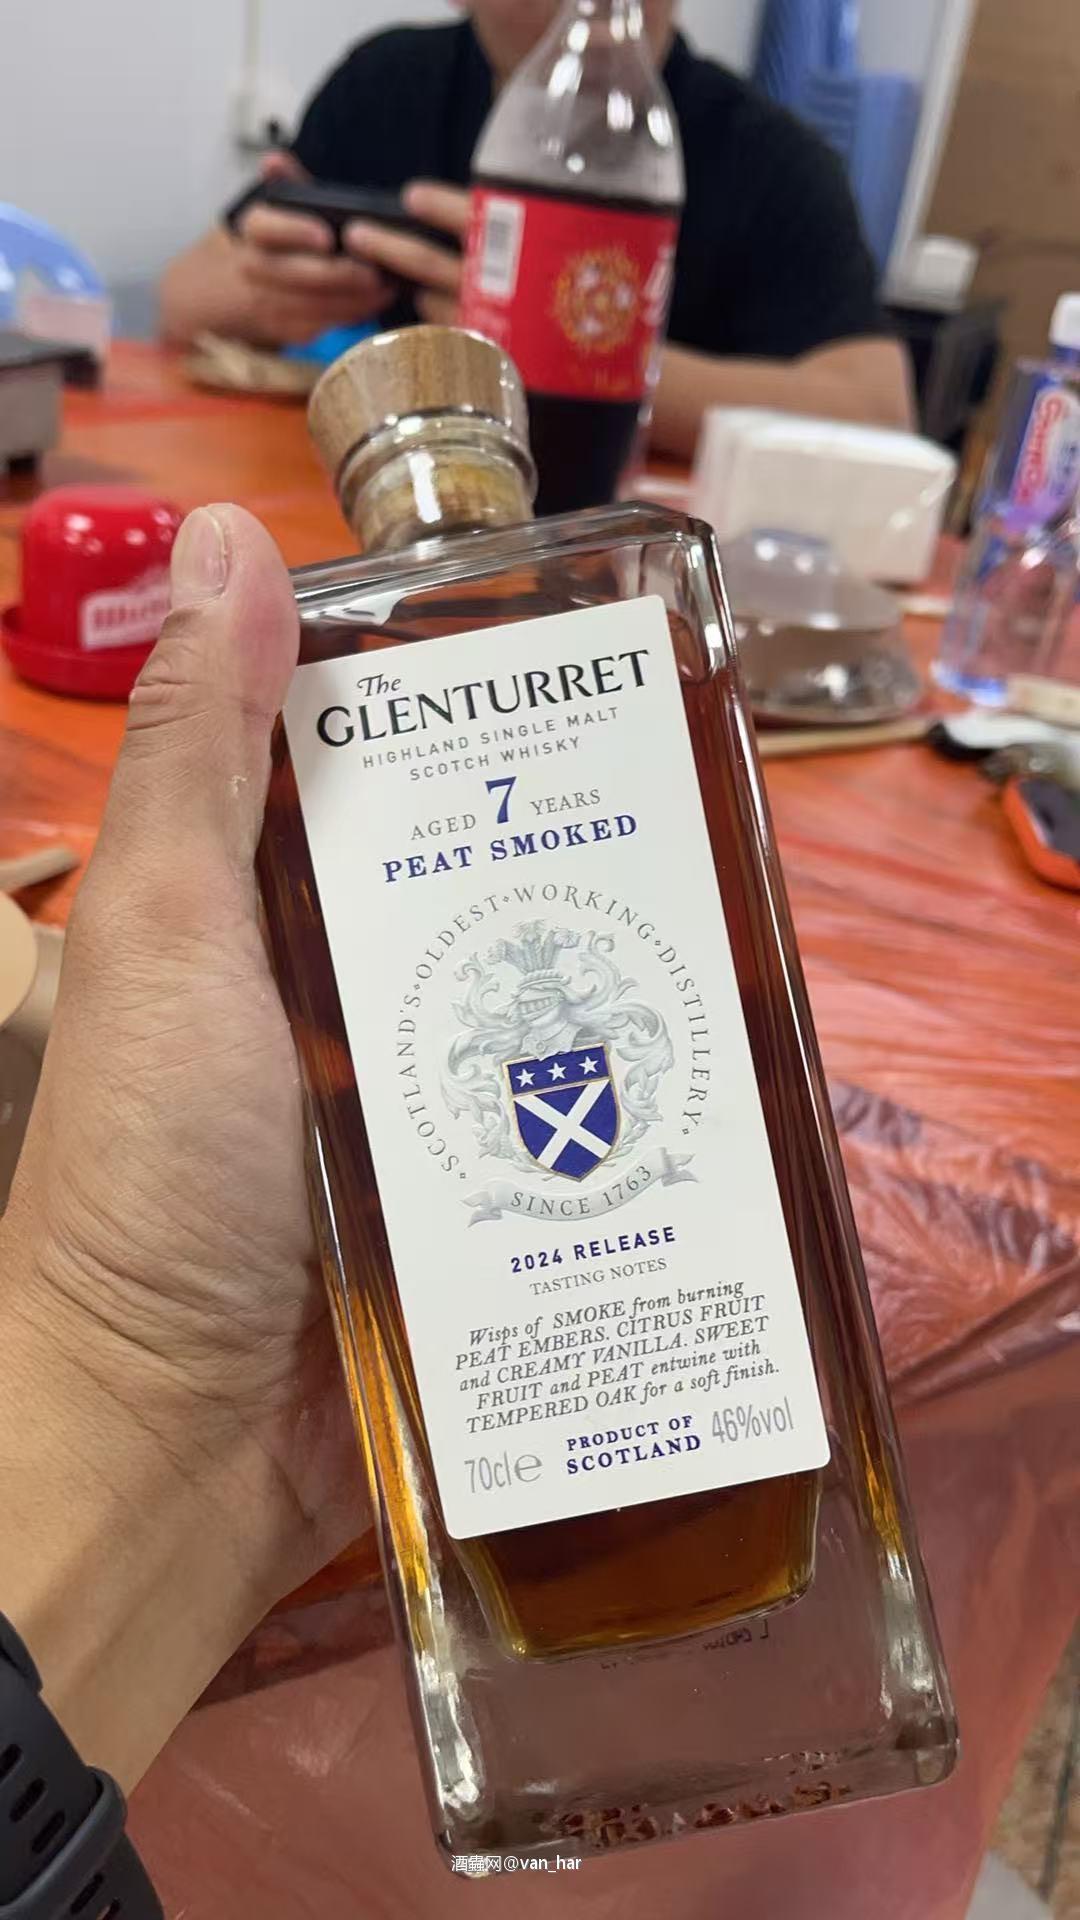 The
GLENTURRET
HIGHLAND SINGLE MALT
SCOTCH WHISKY
AGED 7 YEARS
PEAT SMOKED
SCOTLAND'S OLDEST WORKING DISTILLERY
SINCE 1763
2024 RELEASE
TASTING NOTES
Wisps of SMOKE from burning
PEAT EMBERS. CITRUS FRUIT
and CREAMY VANILLA. SWEET
FRUIT and PEAT entwine with
TEMPERED OAK for a soft finish.
70cl e
PRODUCT OF
SCOTLAND
46%vol
酒蟲网@van_har